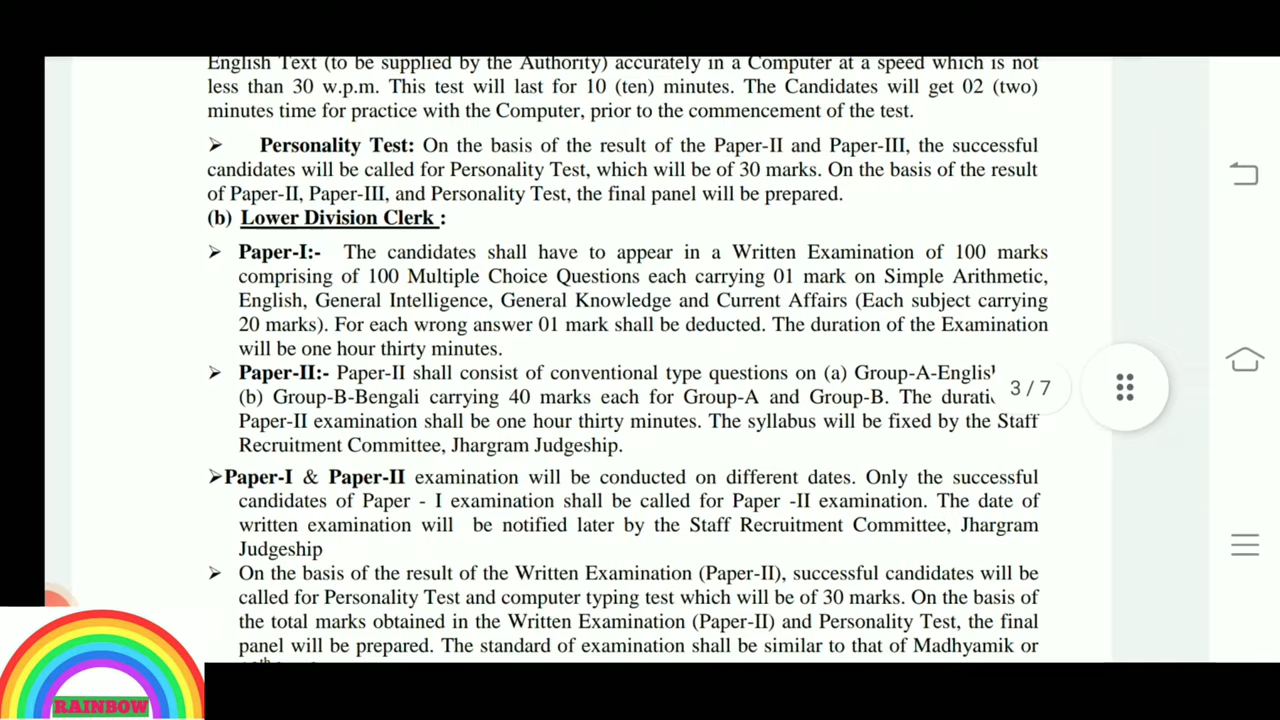 English Text (to be supplied by the Authority) accurately in a Computer at a speed which is not
less than 30 w.p.m. This test will last for 10 (ten) minutes. The Candidates will get 02 (two)
minutes time for practice with the Computer, prior to the commencement of the test.
➢ Personality Test: On the basis of the result of the Paper-II and Paper-III, the successful
candidates will be called for Personality Test, which will be of 30 marks. On the basis of the result
of Paper-II, Paper-III, and Personality Test, the final panel will be prepared.
(b) Lower Division Clerk :
➢ Paper-I:- The candidates shall have to appear in a Written Examination of 100 marks
comprising of 100 Multiple Choice Questions each carrying 01 mark on Simple Arithmetic,
English, General Intelligence, General Knowledge and Current Affairs (Each subject carrying
20 marks). For each wrong answer 01 mark shall be deducted. The duration of the Examination
will be one hour thirty minutes.
➢ Paper-II:- Paper-II shall consist of conventional type questions on (a) Group-A-English
(b) Group-B-Bengali carrying 40 marks each for Group-A and Group-B. The
Paper-II examination shall be one hour thirty minutes. The syllabus will be fixed by the Staff
Recruitment Committee, Jhargram Judgeship.
3 / 7
➢Paper-I & Paper-II examination will be conducted on different dates. Only the successful
candidates of Paper - I examination shall be called for Paper -II examination. The date of
written examination will be notified later by the Staff Recruitment Committee, Jhargram
Judgeship
➢ On the basis of the result of the Written Examination (Paper-II), successful candidates will be
called for Personality Test and computer typing test which will be of 30 marks. On the basis of
the total marks obtained in the Written Examination (Paper-II) and Personality Test, the final
panel will be prepared. The standard of examination shall be similar to that of Madhyamik or
RAINBOW